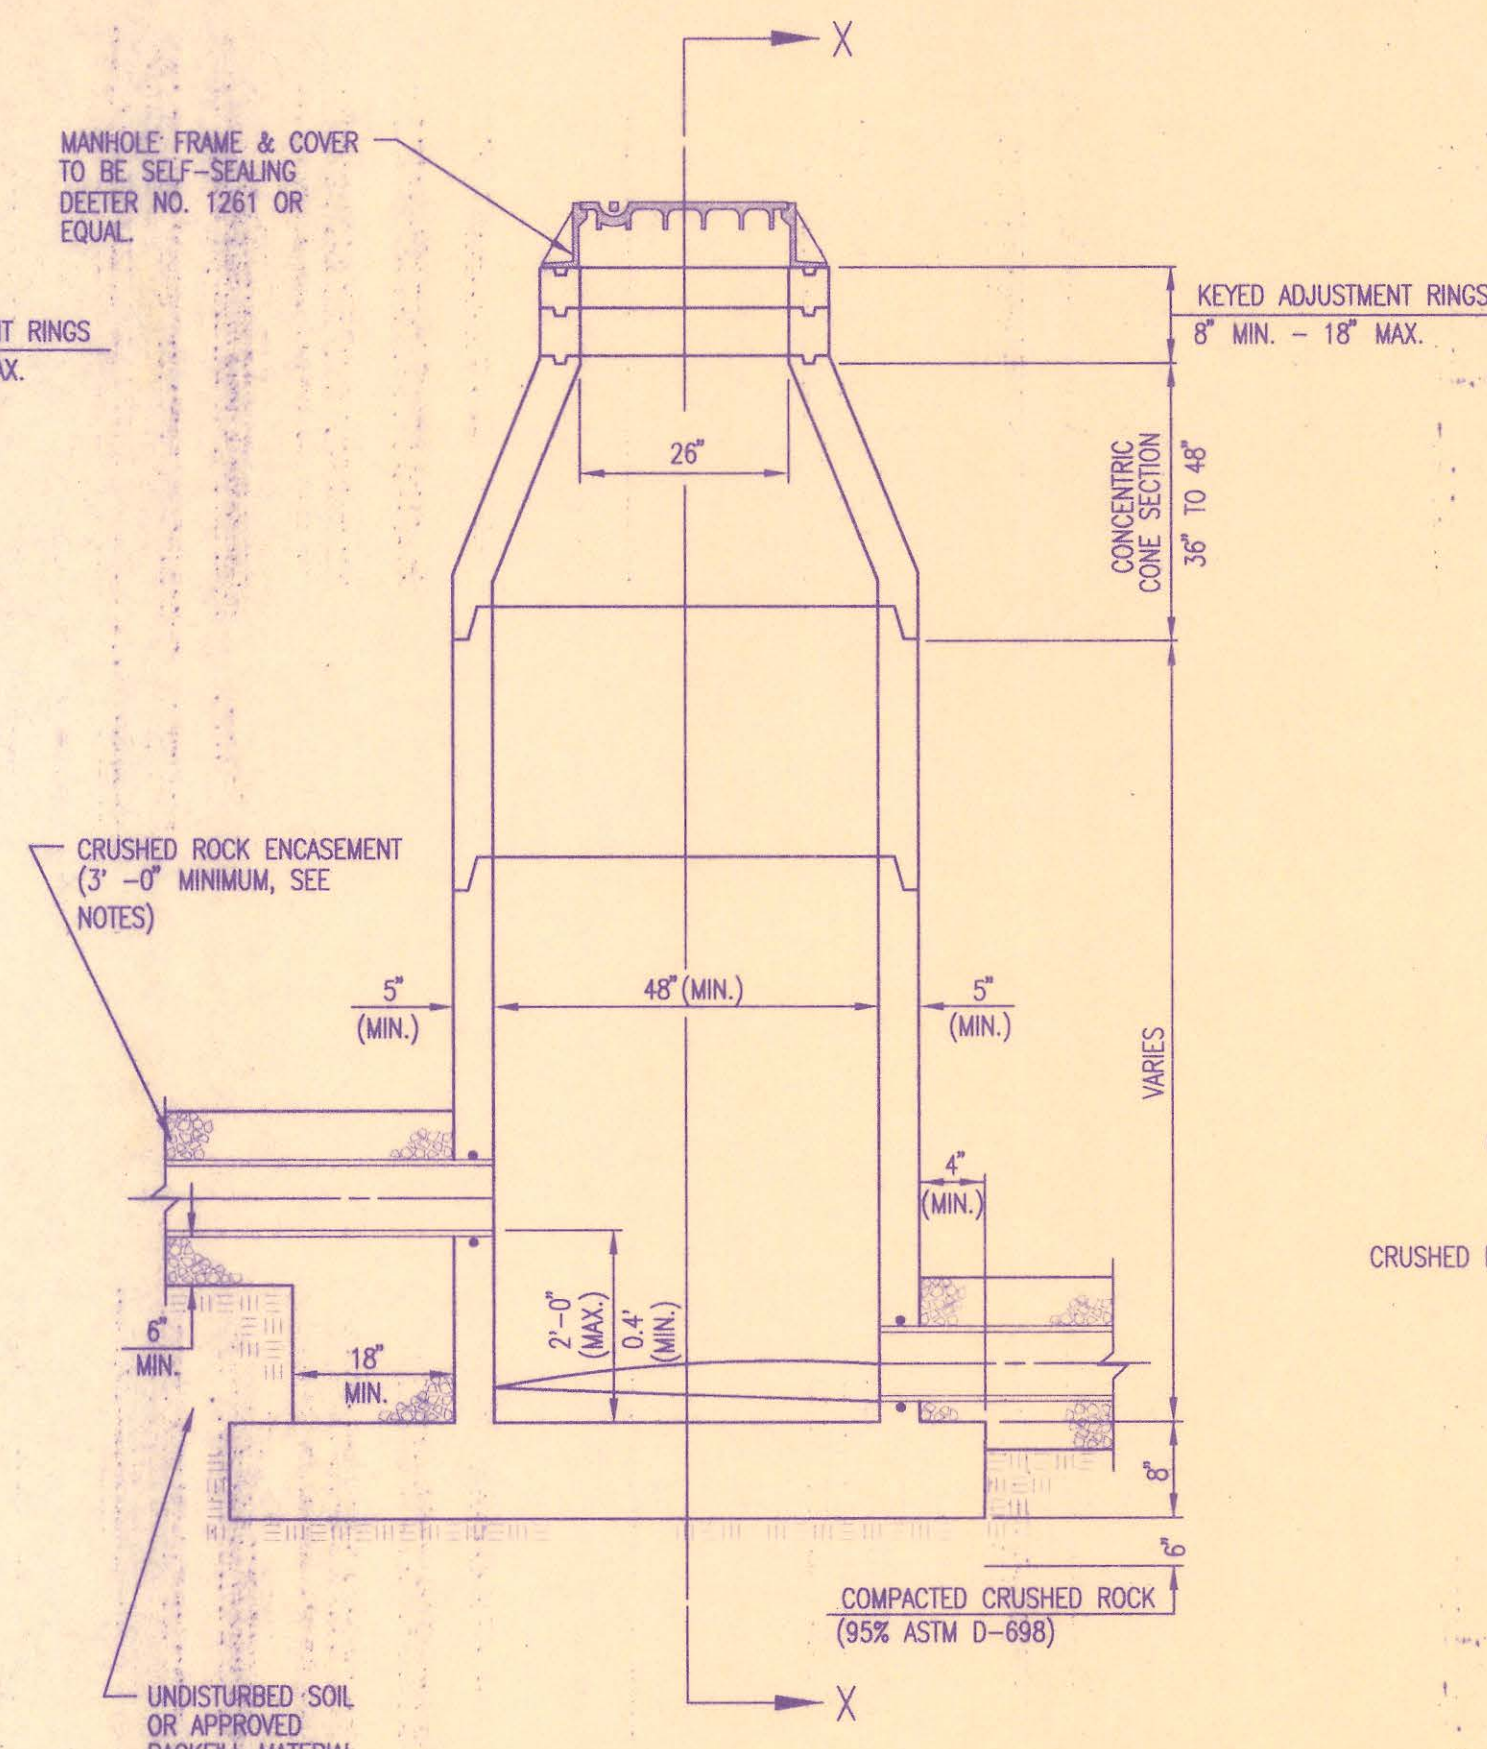 X
MANHOLE FRAME & COVER
TO BE SELF-SEALING
DEETER NO. 1261 OR
EQUAL.
KEYED ADJUSTMENT RINGS
8" MIN. - 18" MAX.
T RINGS
AX.
26"
CONCENTRIC
CONE SECTION
36" TO 48"
CRUSHED ROCK ENCASEMENT
(3' -0" MINIMUM, SEE
NOTES)
5"
(MIN.)
48" (MIN.)
5"
(MIN.)
VARIES
4"
(MIN.)
CRUSHED
2'-0"
(MAX.)
0.4'
(MIN.)
6"
MIN.
18"
MIN.
8"
6"
COMPACTED CRUSHED ROCK
(95% ASTM D-698)
X
UNDISTURBED SOIL
OR APPROVED
BACKFILL MATERIAL